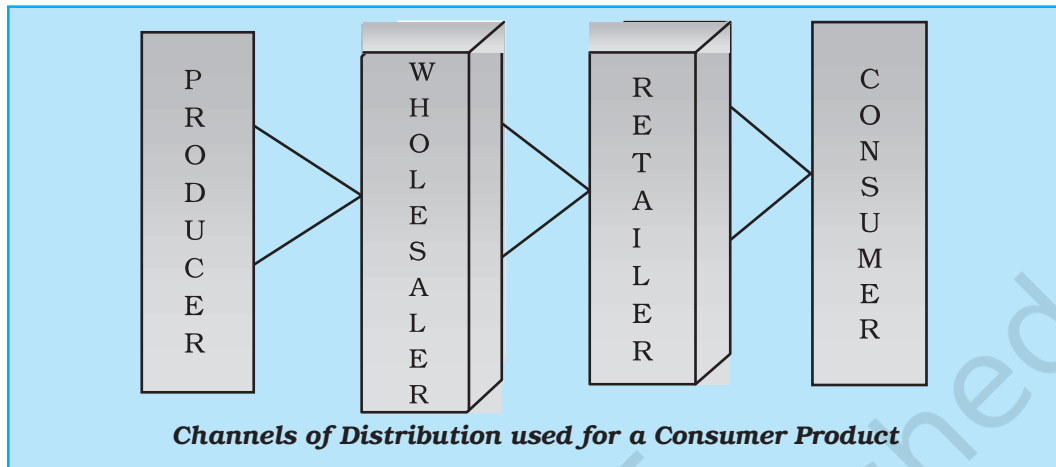 PRODUCER
WHOLESALER
RETAILER
CONSUMER
Channels of Distribution used for a Consumer Product